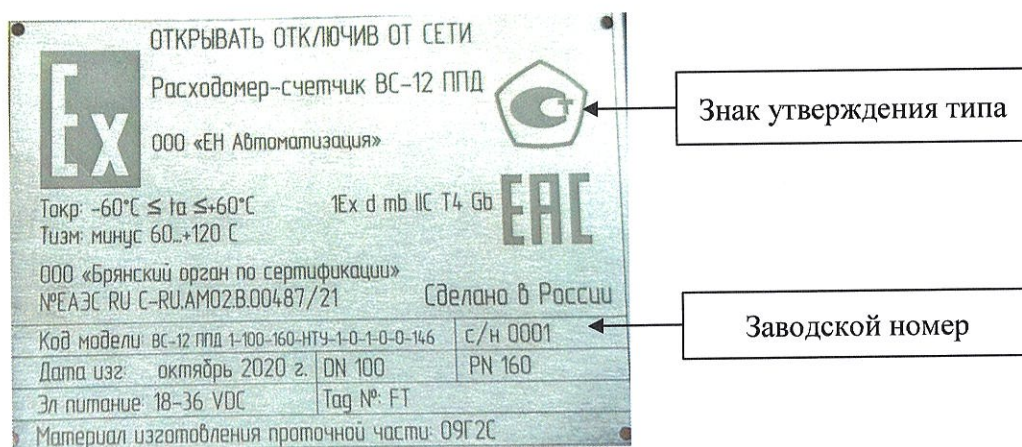 ОТКРЫВАТЬ ОТКЛЮЧИВ ОТ СЕТИ
Ex
Расходомер-счетчик ВС-12 ППД
Ст
Знак утверждения типа
ООО «ЕН Автоматизация»
Токр: -60°C ≤ ta ≤+60°C
1Ex d mb IIC T4 Gb
EAC
Тизм: минус 60...+120 С
ООО «Брянский орган по сертификации»
№ЕАЭС RU C-RU.АМ02.В.00487/21
Сделано в России
Код модели: ВС-12 ППД 1-100-160-НТУ-1-0-1-0-0-146
с/н 0001
Заводской номер
Дата изг. октябрь 2020 г.
DN 100
PN 160
Эл питание: 18-36 VDC
Tag №: FT
Материал изготовления проточной части: 09Г2С